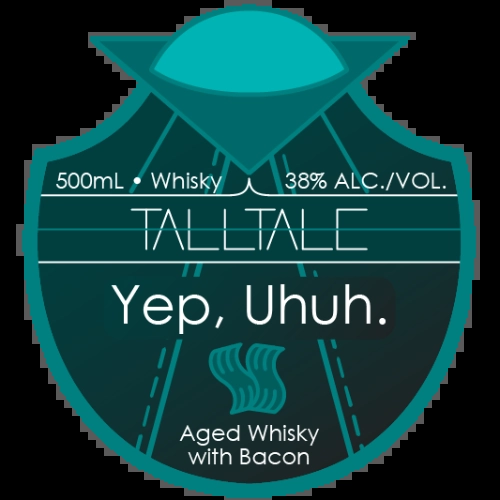 500mL • Whisky 38% ALC./VOL.
TALLTALE
Yep, Uhuh.
Aged Whisky
with Bacon